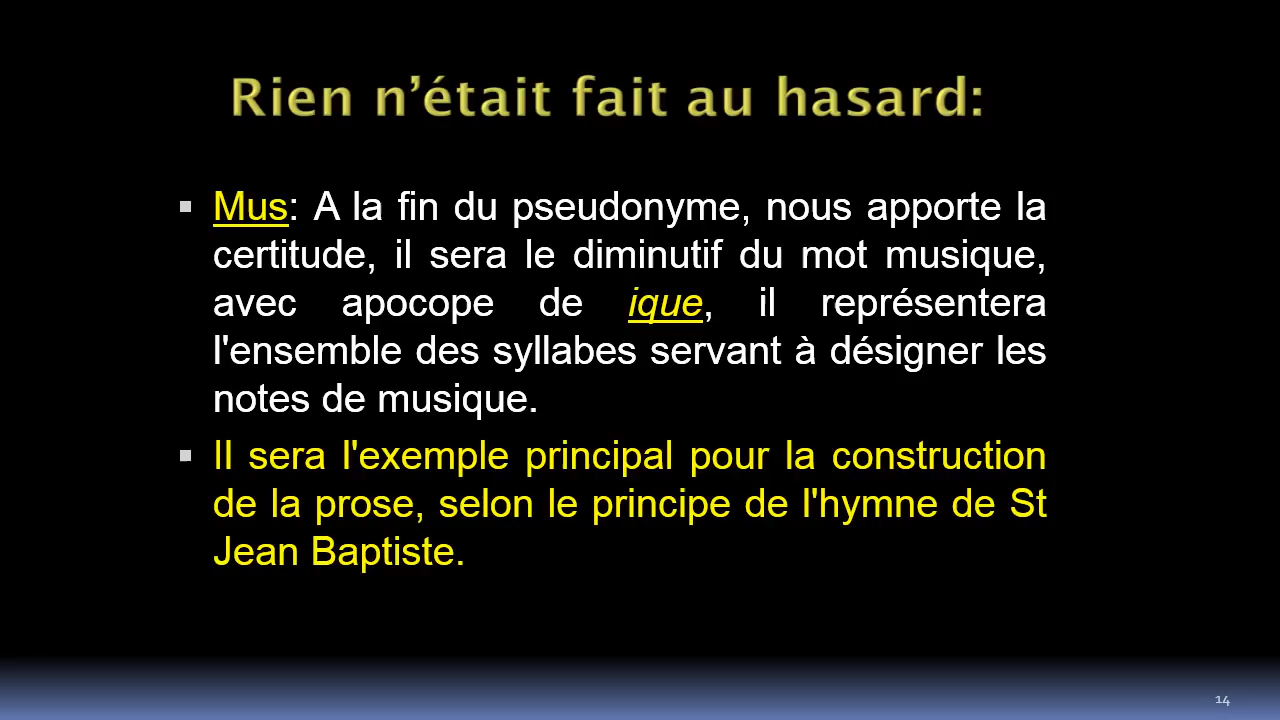 Rien n’était fait au hasard:
Mus: A la fin du pseudonyme, nous apporte la
certitude, il sera le diminutif du mot musique,
avec apocope de ique, il représentera
l'ensemble des syllabes servant à désigner les
notes de musique.
Il sera l'exemple principal pour la construction
de la prose, selon le principe de l'hymne de St
Jean Baptiste.
14